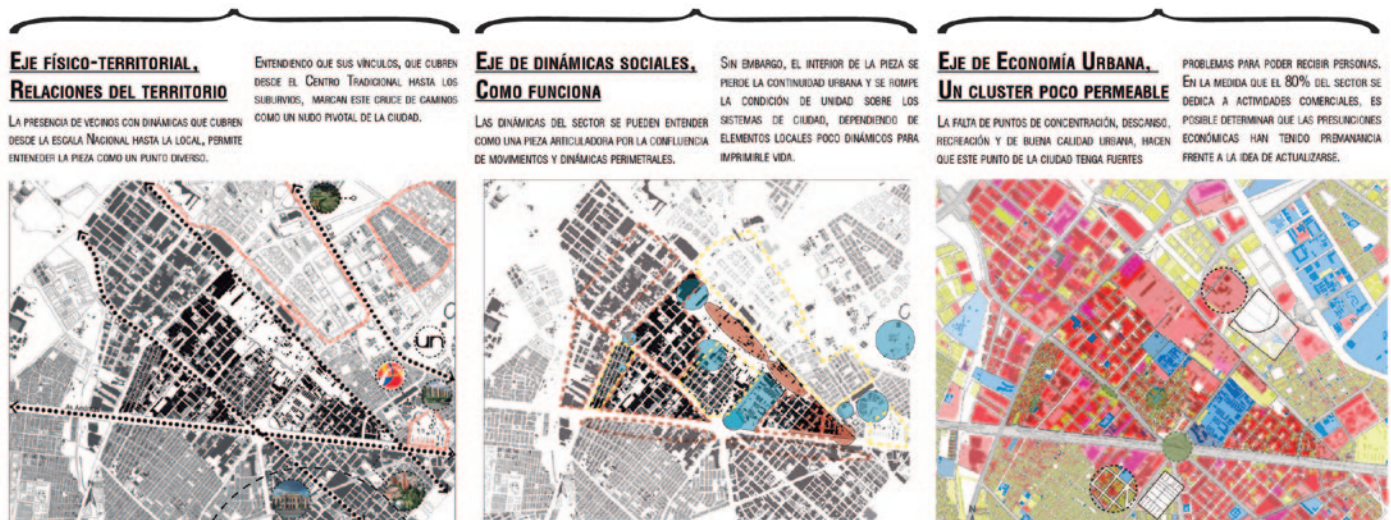 EJE FÍSICO-TERRITORIAL,
RELACIONES DEL TERRITORIO
LA PRESENCIA DE VECINOS CON DINÁMICAS QUE CUBREN
DESDE LA ESCALA NACIONAL HASTA LA LOCAL, PERMITE
ENTENEDER LA PIEZA COMO UN PUNTO DIVERSO.
ENTENDIENDO QUE SUS VÍNCULOS, QUE CUBREN
DESDE EL CENTRO TRADICIONAL HASTA LOS
SUBURVIOS, MARCAN ESTE CRUCE DE CAMINOS
COMO UN NUDO PIVOTAL DE LA CIUDAD.
EJE DE DINÁMICAS SOCIALES,
COMO FUNCIONA
LAS DINÁMICAS DEL SECTOR SE PUEDEN ENTENDER
COMO UNA PIEZA ARTICULADORA POR LA CONFLUENCIA
DE MOVIMIENTOS Y DINÁMICAS PERIMETRALES.
SIN EMBARGO, EL INTERIOR DE LA PIEZA SE
PIERDE LA CONTINUIDAD URBANA Y SE ROMPE
LA CONDICIÓN DE UNIDAD SOBRE LOS
SISTEMAS DE CIUDAD, DEPENDIENDO DE
ELEMENTOS LOCALES POCO DINÁMICOS PARA
IMPRIMIRLE VIDA.
EJE DE ECONOMÍA URBANA,
UN CLUSTER POCO PERMEABLE
LA FALTA DE PUNTOS DE CONCENTRACIÓN, DESCANSO,
RECREACIÓN Y DE BUENA CALIDAD URBANA, HACEN
QUE ESTE PUNTO DE LA CIUDAD TENGA FUERTES
PROBLEMAS PARA PODER RECIBIR PERSONAS.
EN LA MEDIDA QUE EL 80% DEL SECTOR SE
DEDICA A ACTIVIDADES COMERCIALES, ES
POSIBLE DETERMINAR QUE LAS PRESUNCIONES
ECONÓMICAS HAN TENIDO PREMANANCIA
FRENTE A LA IDEA DE ACTUALIZARSE.